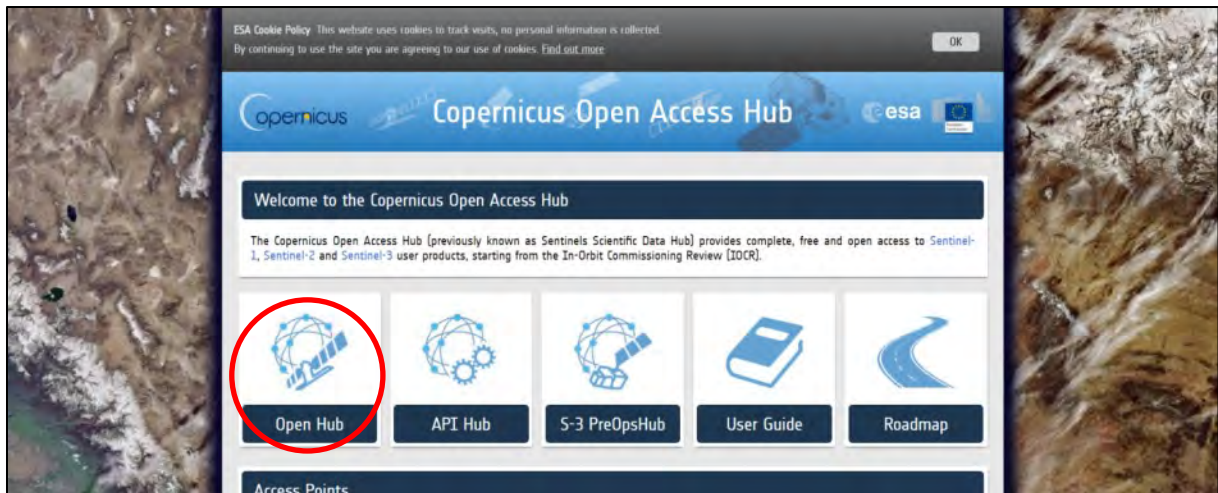 ESA Cookie Policy This website uses cookies to track visits, no personal information is collected.
By continuing to use the site you are agreeing to our use of cookies. Find out more
OK
opernicus
Copernicus Open Access Hub
esa
Welcome to the Copernicus Open Access Hub
The Copernicus Open Access Hub (previously known as Sentinels Scientific Data Hub) provides complete, free and open access to Sentinel-
1, Sentinel-2 and Sentinel-3 user products, starting from the In-Orbit Commissioning Review [IOCR].
Open Hub
API Hub
S-3 PreOpsHub
User Guide
Roadmap
Access Points